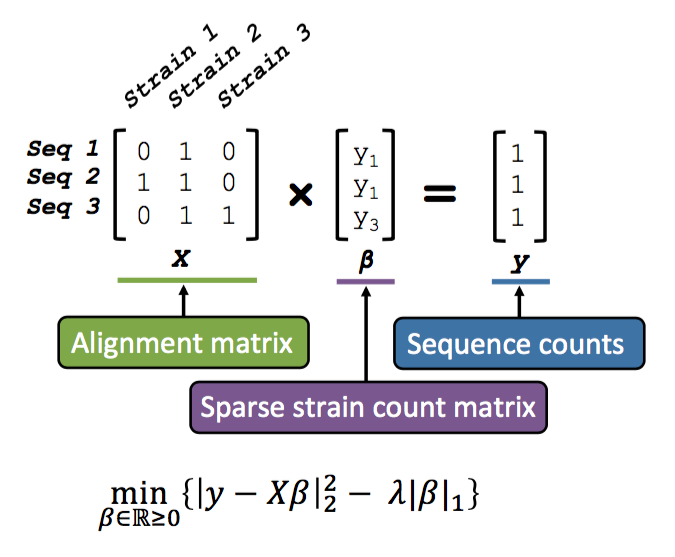 Strain 1 Strain 2 Strain 3
Seq 1 0 1 0 y₁ 1
Seq 2 1 1 0 × y₁ = 1
Seq 3 0 1 1 y₃ 1
X β y
Alignment matrix Sequence counts
Sparse strain count matrix
min {|y − Xβ|₂² − λ|β|₁}
β∈ℝ≥0